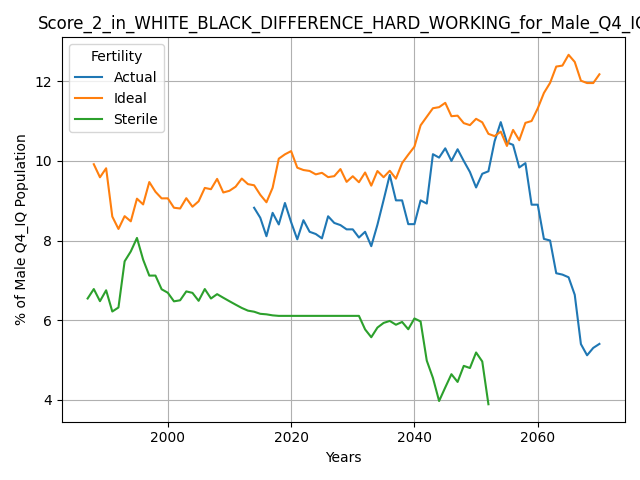 Score_2_in_WHITE_BLACK_DIFFERENCE_HARD_WORKING_for_Male_Q4_IQ
Fertility
Actual
Ideal
Sterile
% of Male Q4_IQ Population
12
10
8
6
4
2000
2020
2040
2060
Years